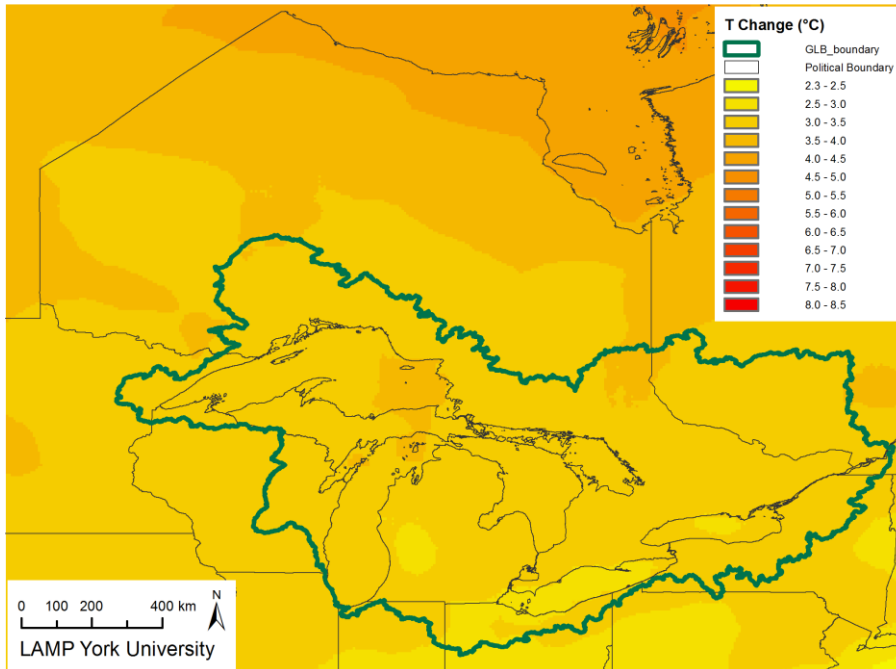 T Change (°C)
GLB_boundary
Political Boundary
2.3 - 2.5
2.5 - 3.0
3.0 - 3.5
3.5 - 4.0
4.0 - 4.5
4.5 - 5.0
5.0 - 5.5
5.5 - 6.0
6.0 - 6.5
6.5 - 7.0
7.0 - 7.5
7.5 - 8.0
8.0 - 8.5
0 100 200 400 km
N
LAMP York University